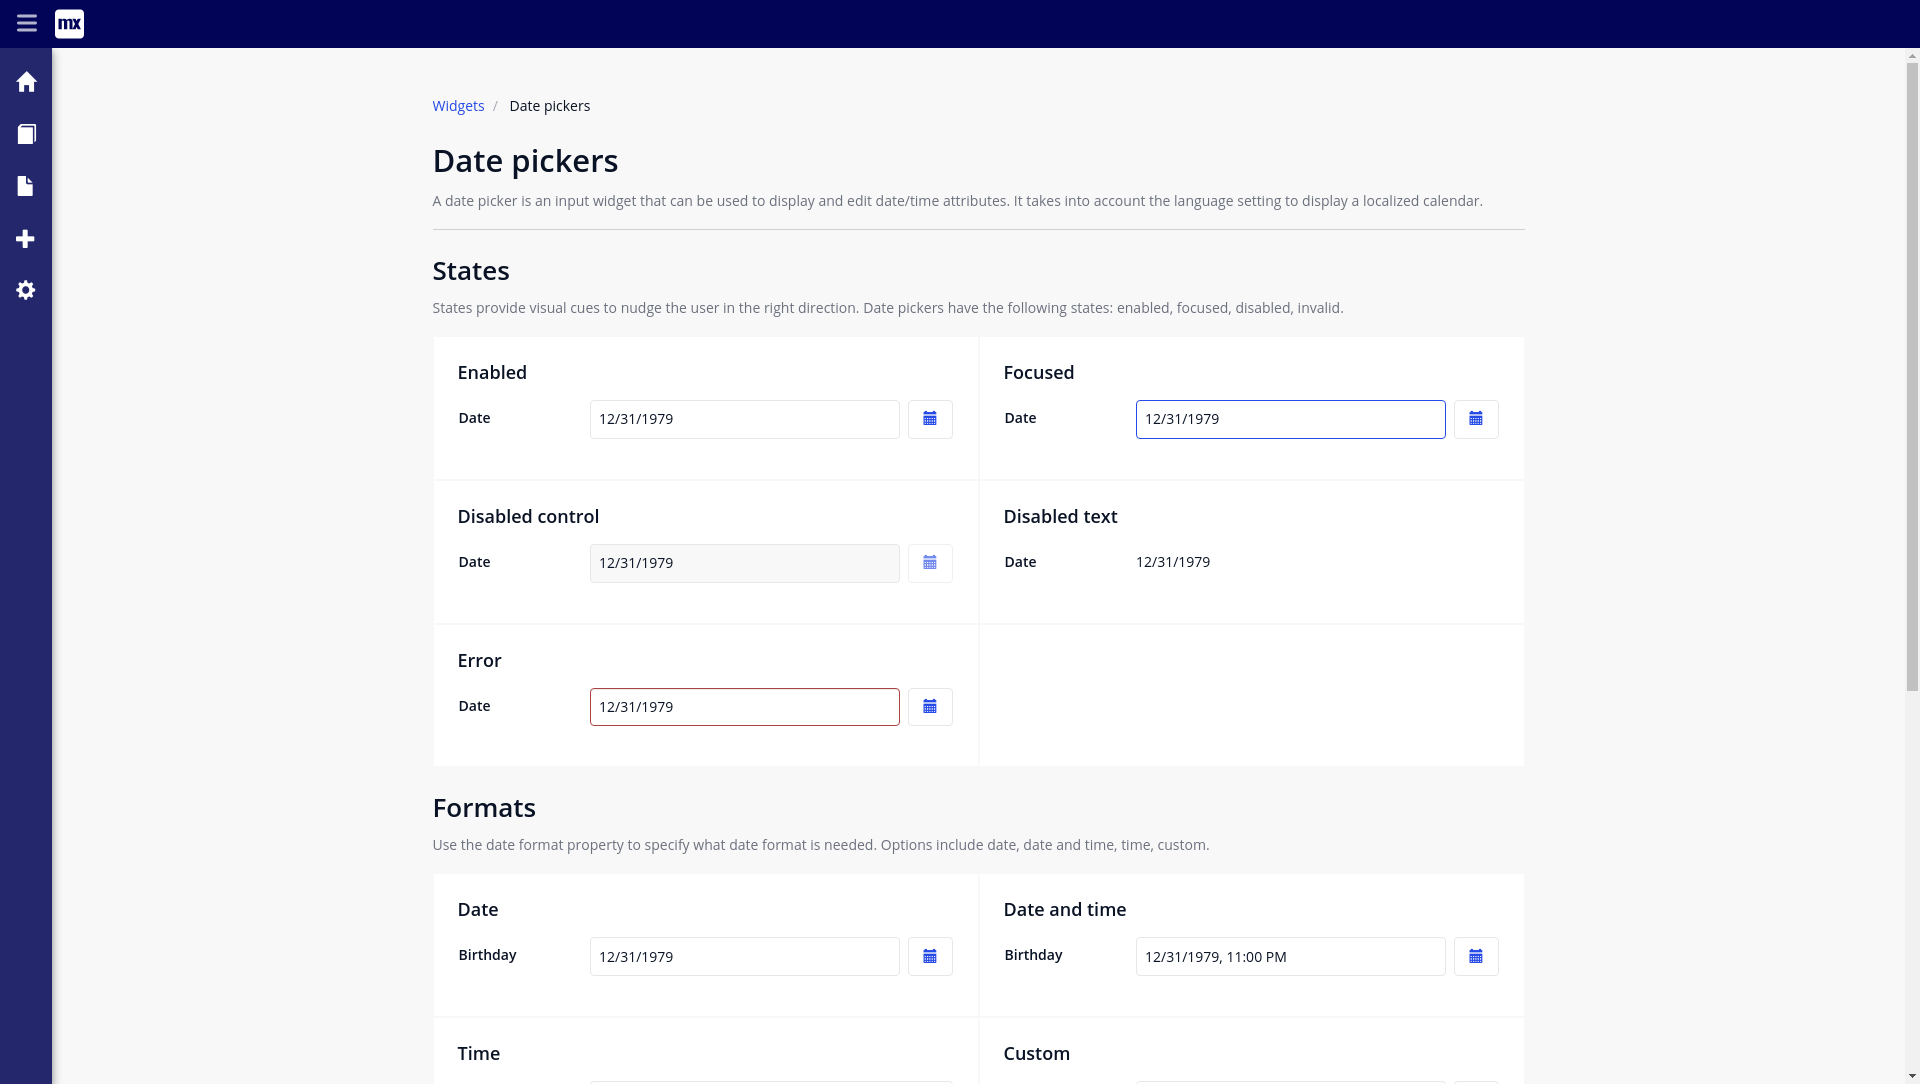 mx
Widgets / Date pickers
Date pickers
A date picker is an input widget that can be used to display and edit date/time attributes. It takes into account the language setting to display a localized calendar.
States
States provide visual cues to nudge the user in the right direction. Date pickers have the following states: enabled, focused, disabled, invalid.
Enabled
Date 12/31/1979
Focused
Date 12/31/1979
Disabled control
Date 12/31/1979
Disabled text
Date 12/31/1979
Error
Date 12/31/1979
Formats
Use the date format property to specify what date format is needed. Options include date, date and time, time, custom.
Date
Birthday 12/31/1979
Date and time
Birthday 12/31/1979, 11:00 PM
Time
Custom